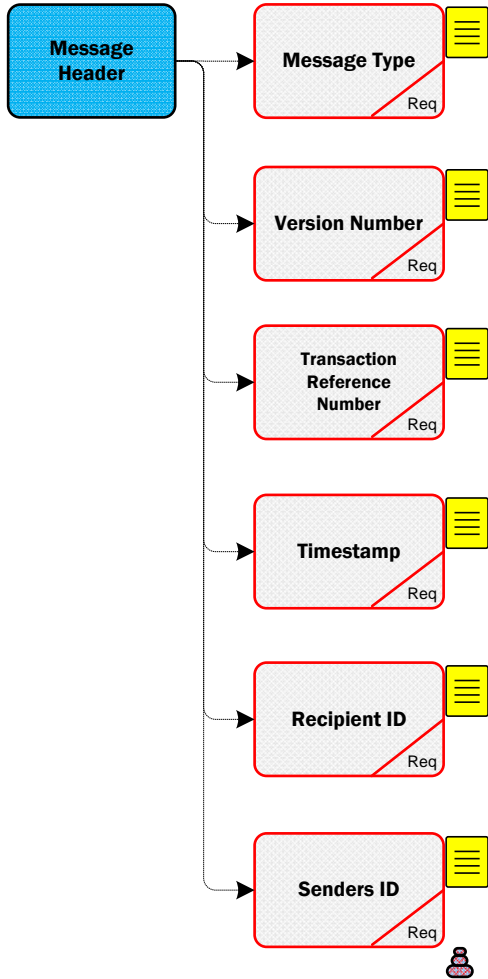 Message
Header
Message Type
Req
Version Number
Req
Transaction
Reference
Number
Req
Timestamp
Req
Recipient ID
Req
Senders ID
Req